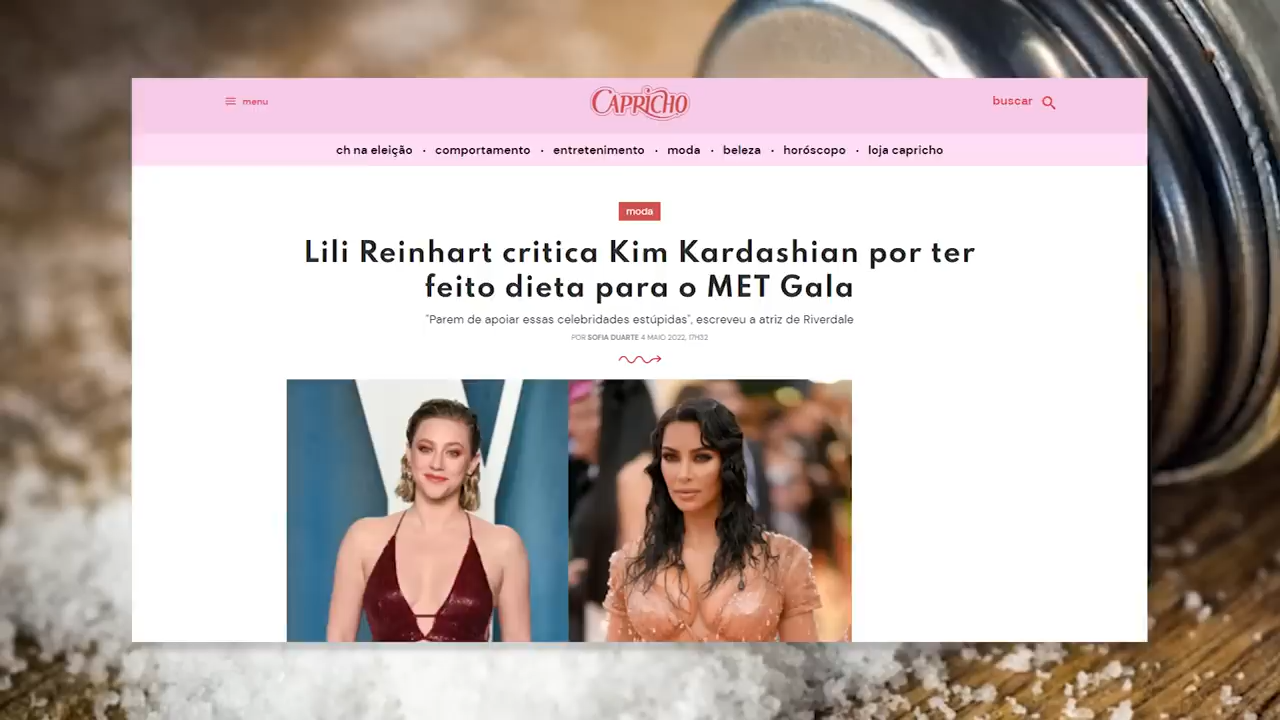 menu
CAPRICHO
buscar
ch na eleição · comportamento · entretenimento · moda · beleza · horóscopo · loja capricho
moda
Lili Reinhart critica Kim Kardashian por ter
feito dieta para o MET Gala
"Parem de apoiar essas celebridades estúpidas", escreveu a atriz de Riverdale
POR SOFIA DUARTE 4 MAIO 2022, 17H32